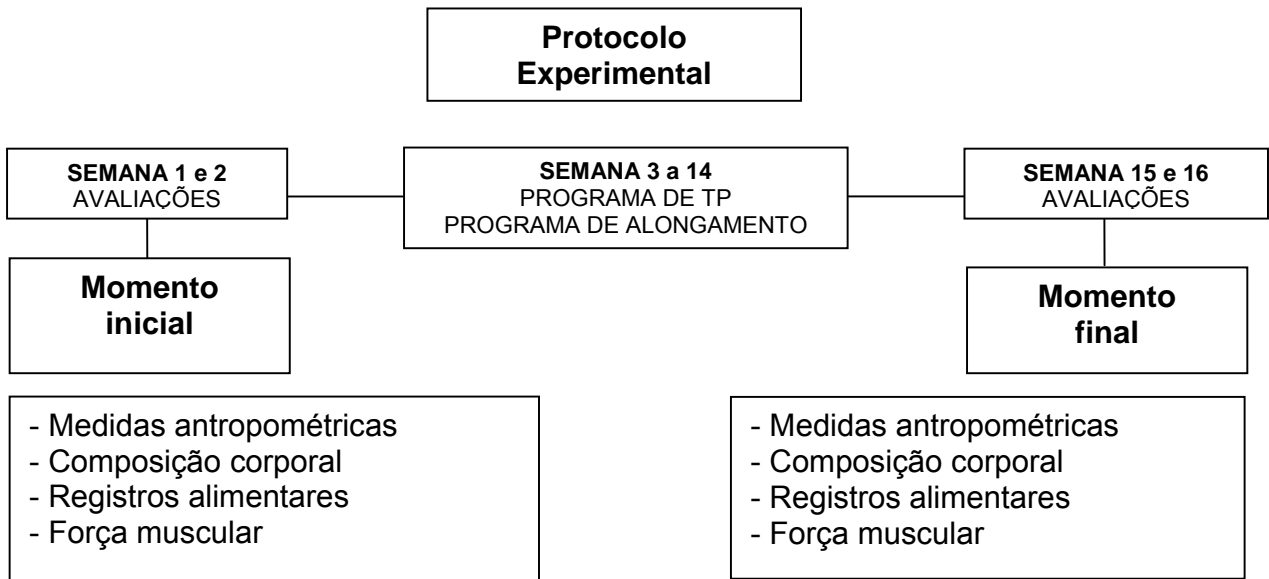 Protocolo
Experimental
SEMANA 1 e 2
AVALIAÇÕES
SEMANA 3 a 14
PROGRAMA DE TP
PROGRAMA DE ALONGAMENTO
SEMANA 15 e 16
AVALIAÇÕES
Momento
inicial
Momento
final
- Medidas antropométricas
- Composição corporal
- Registros alimentares
- Força muscular
- Medidas antropométricas
- Composição corporal
- Registros alimentares
- Força muscular